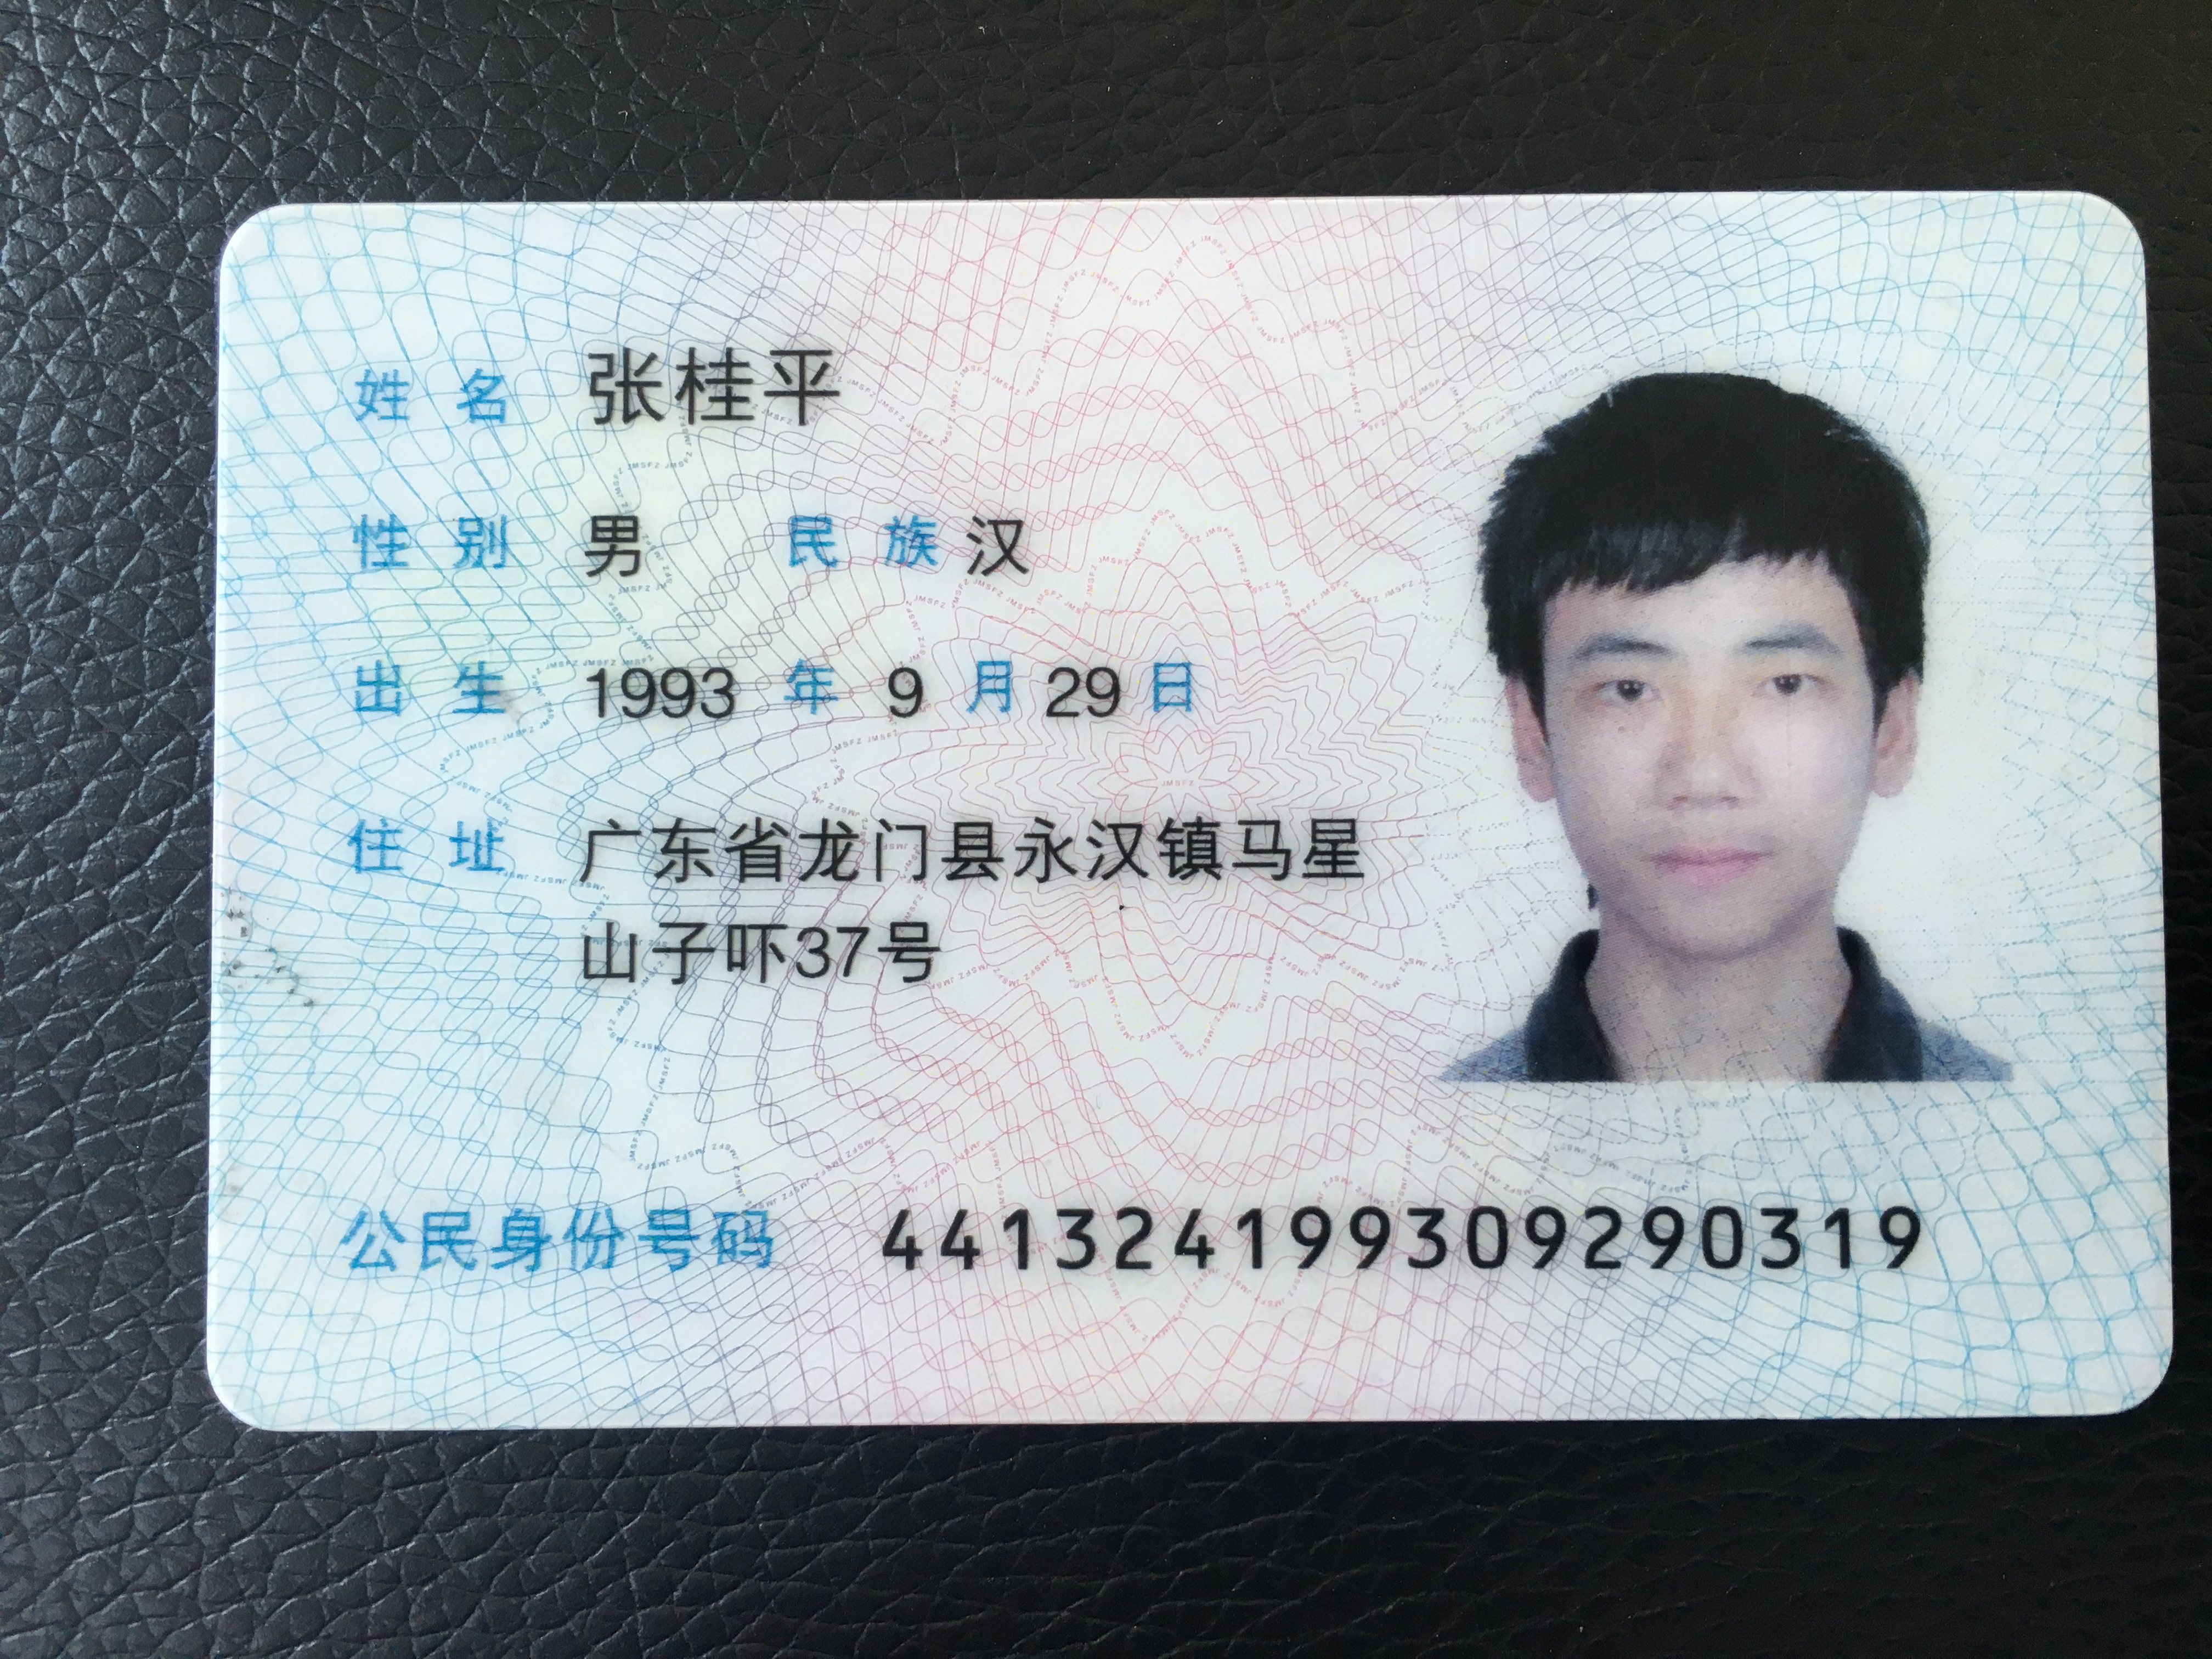 姓名 张桂平
性别 男 民族 汉
出生 1993 年 9 月 29 日
住址 广东省龙门县永汉镇马星
山子吓37号
公民身份号码 441324199309290319